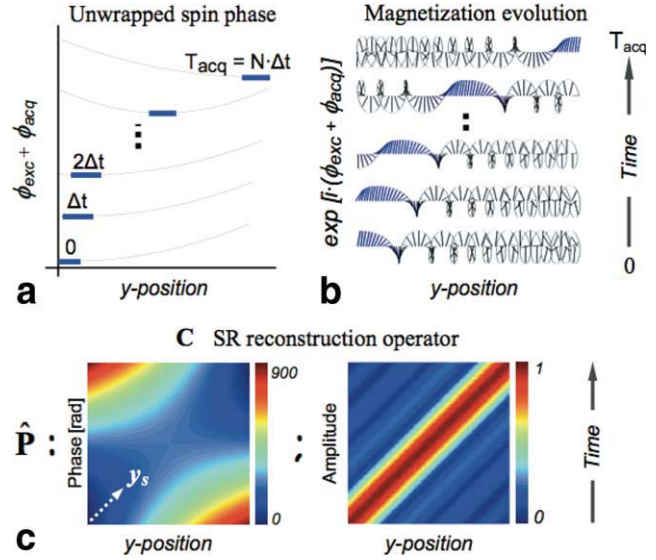 Unwrapped spin phase
T_acq = N·Δt
2Δt
Δt
0
ϕ_exc + ϕ_acq
y-position
a
Magnetization evolution
exp [i·(ϕ_exc + ϕ_acq)]
y-position
T_acq
Time
0
b
C SR reconstruction operator
P̂ :
Phase [rad]
y_s
900
0
y-position
;
Amplitude
1
0
y-position
Time
c